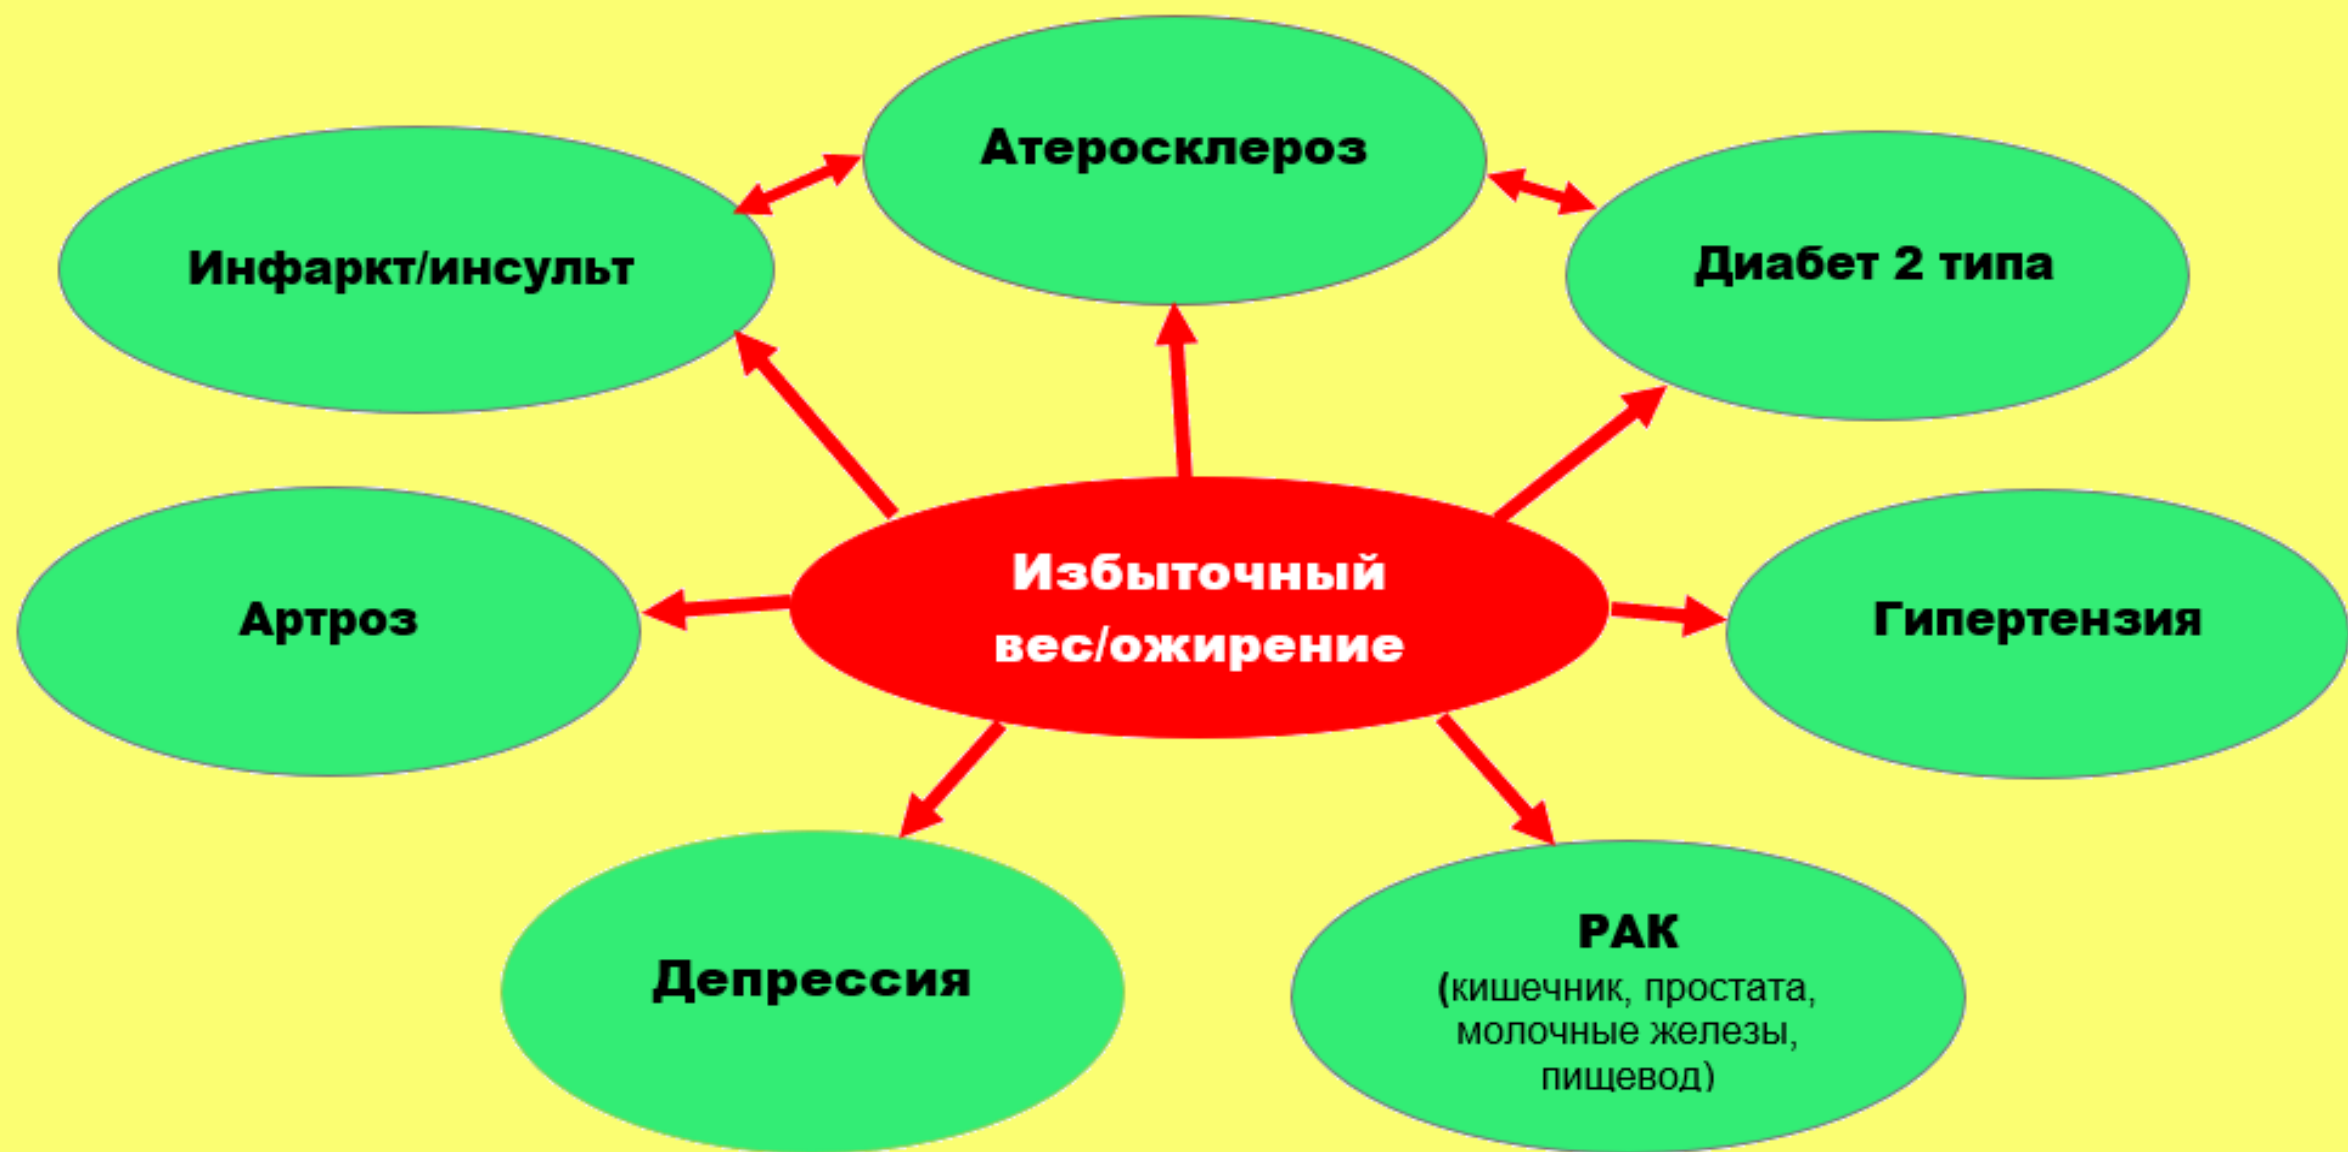 Атеросклероз
Инфаркт/инсульт
Диабет 2 типа
Избыточный
вес/ожирение
Артроз
Гипертензия
Депрессия
РАК
(кишечник, простата,
молочные железы,
пищевод)